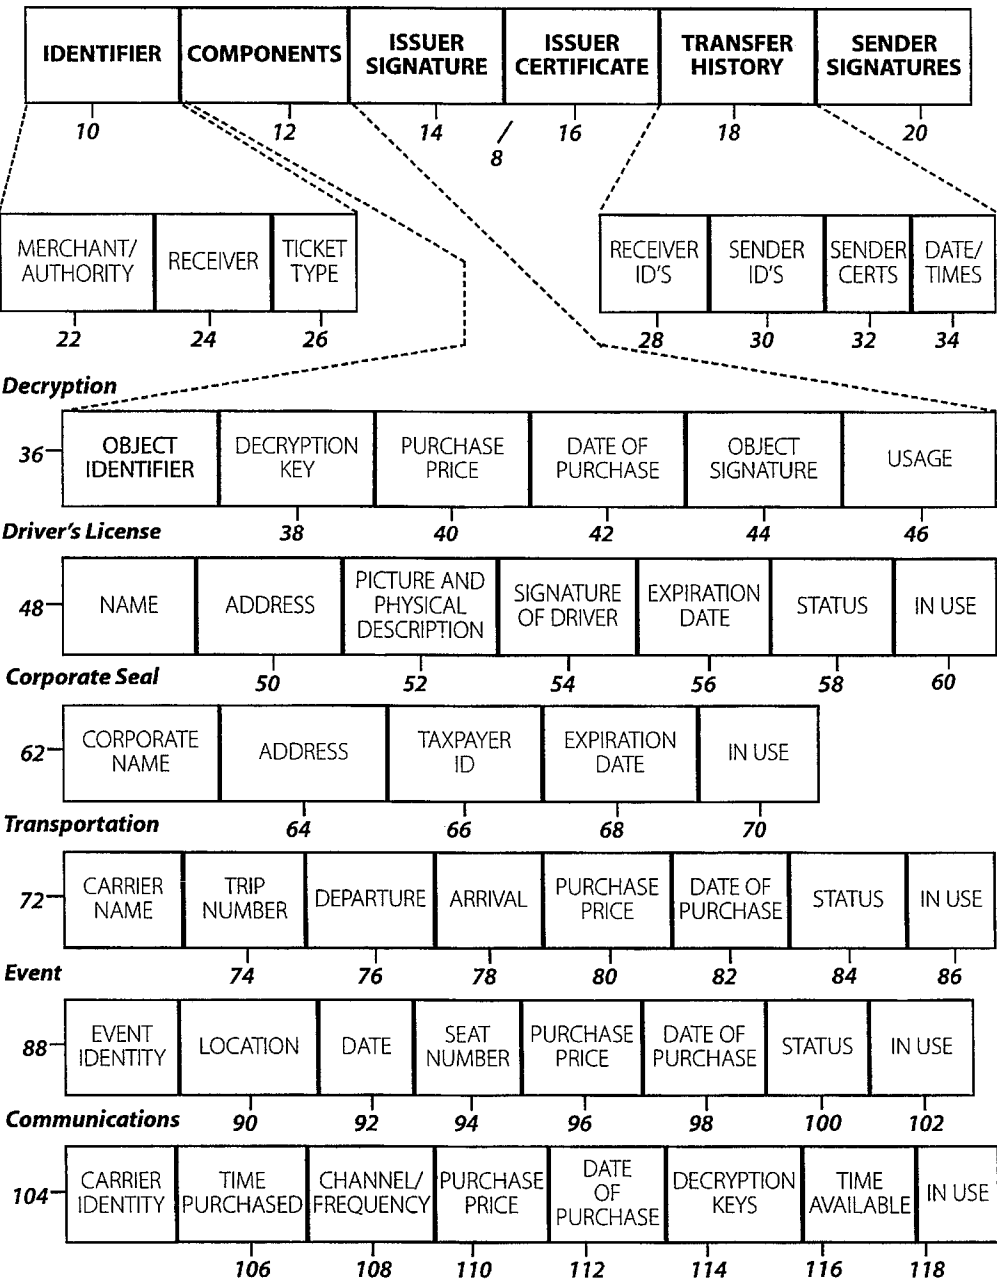 IDENTIFIER
COMPONENTS
ISSUER
SIGNATURE
ISSUER
CERTIFICATE
TRANSFER
HISTORY
SENDER
SIGNATURES
10
12
14
8
16
18
20
MERCHANT/
AUTHORITY
RECEIVER
TICKET
TYPE
RECEIVER
ID'S
SENDER
ID'S
SENDER
CERTS
DATE/
TIMES
22
24
26
28
30
32
34
Decryption
36
OBJECT
IDENTIFIER
DECRYPTION
KEY
PURCHASE
PRICE
DATE OF
PURCHASE
OBJECT
SIGNATURE
USAGE
38
40
42
44
46
Driver's License
48
NAME
ADDRESS
PICTURE AND
PHYSICAL
DESCRIPTION
SIGNATURE
OF DRIVER
EXPIRATION
DATE
STATUS
IN USE
50
52
54
56
58
60
Corporate Seal
62
CORPORATE
NAME
ADDRESS
TAXPAYER
ID
EXPIRATION
DATE
IN USE
64
66
68
70
Transportation
72
CARRIER
NAME
TRIP
NUMBER
DEPARTURE
ARRIVAL
PURCHASE
PRICE
DATE OF
PURCHASE
STATUS
IN USE
74
76
78
80
82
84
86
Event
88
EVENT
IDENTITY
LOCATION
DATE
SEAT
NUMBER
PURCHASE
PRICE
DATE OF
PURCHASE
STATUS
IN USE
90
92
94
96
98
100
102
Communications
104
CARRIER
IDENTITY
TIME
PURCHASED
CHANNEL/
FREQUENCY
PURCHASE
PRICE
DATE
OF
PURCHASE
DECRYPTION
KEYS
TIME
AVAILABLE
IN USE
106
108
110
112
114
116
118